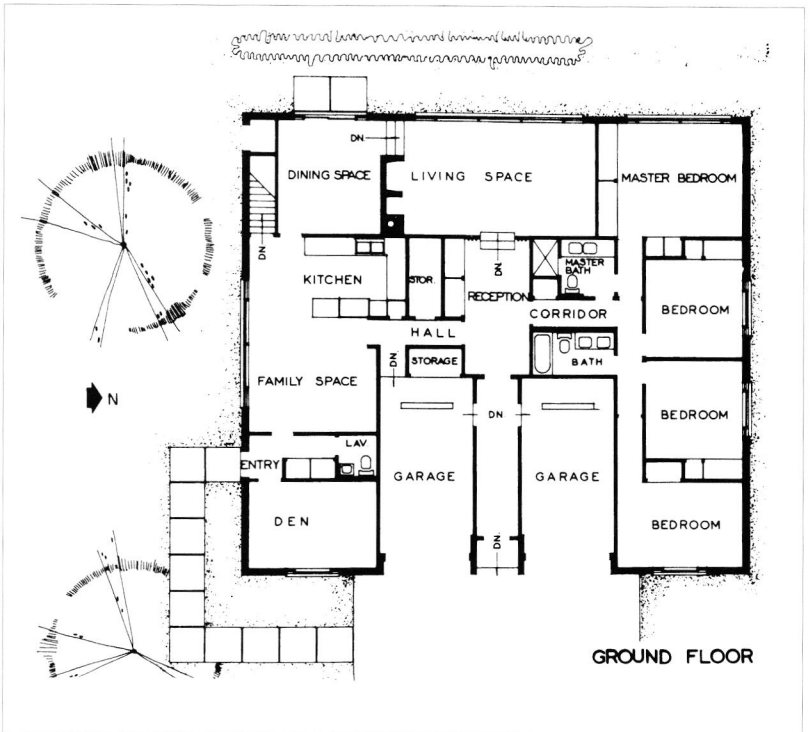 DN.
DINING SPACE
LIVING SPACE
MASTER BEDROOM
DN.
KITCHEN
STOR.
DN.
MASTER
BATH
RECEPTION
BEDROOM
CORRIDOR
HALL
DN.
STORAGE
BATH
FAMILY SPACE
N
DN.
BEDROOM
LAV
ENTRY
GARAGE
GARAGE
DEN
DN.
BEDROOM
GROUND FLOOR